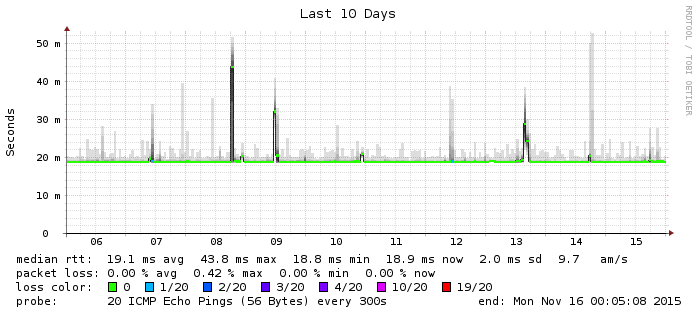 Last 10 Days
RRDTOOL / TOBI OETIKER
Seconds
50 m
40 m
30 m
20 m
10 m
0
06 07 08 09 10 11 12 13 14 15
median rtt: 19.1 ms avg 43.8 ms max 18.8 ms min 18.9 ms now 2.0 ms sd 9.7 am/s
packet loss: 0.00 % avg 0.42 % max 0.00 % min 0.00 % now
loss color: 0 1/20 2/20 3/20 4/20 10/20 19/20
probe: 20 ICMP Echo Pings (56 Bytes) every 300s end: Mon Nov 16 00:05:08 2015